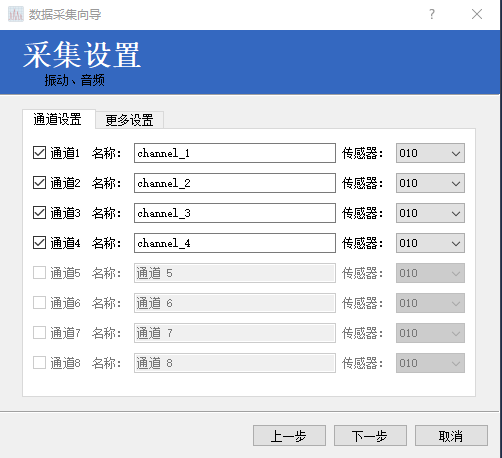 数据采集向导
采集设置
振动、音频
通道设置 更多设置
通道1 名称： channel_1 传感器： 010
通道2 名称： channel_2 传感器： 010
通道3 名称： channel_3 传感器： 010
通道4 名称： channel_4 传感器： 010
通道5 名称： 通道 5 传感器： 010
通道6 名称： 通道 6 传感器： 010
通道7 名称： 通道 7 传感器： 010
通道8 名称： 通道 8 传感器： 010
上一步 下一步 取消